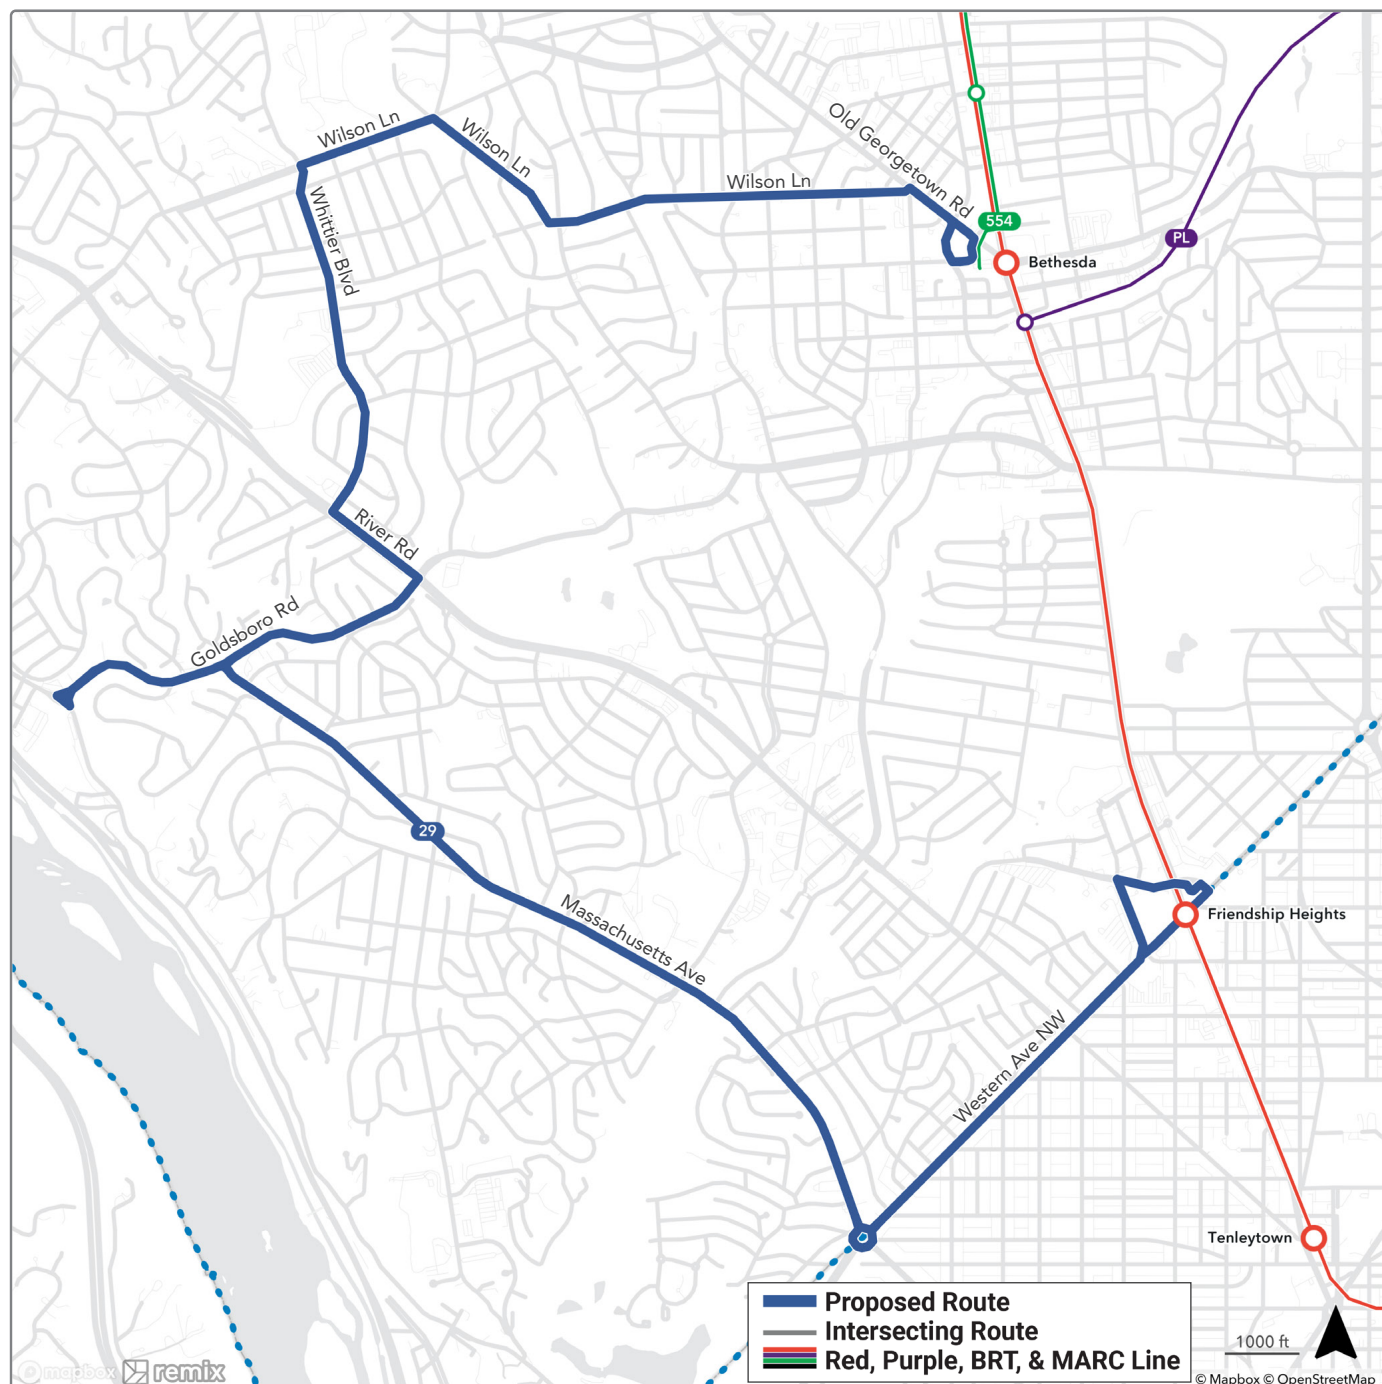 Wilson Ln
Wilson Ln
Old Georgetown Rd
Wilson Ln
Whittier Blvd
554
PL
Bethesda
River Rd
Goldsboro Rd
29
Massachusetts Ave
Friendship Heights
Western Ave NW
Tenleytown
Proposed Route
Intersecting Route
Red, Purple, BRT, & MARC Line
1000 ft
mapbox remix
© Mapbox © OpenStreetMap